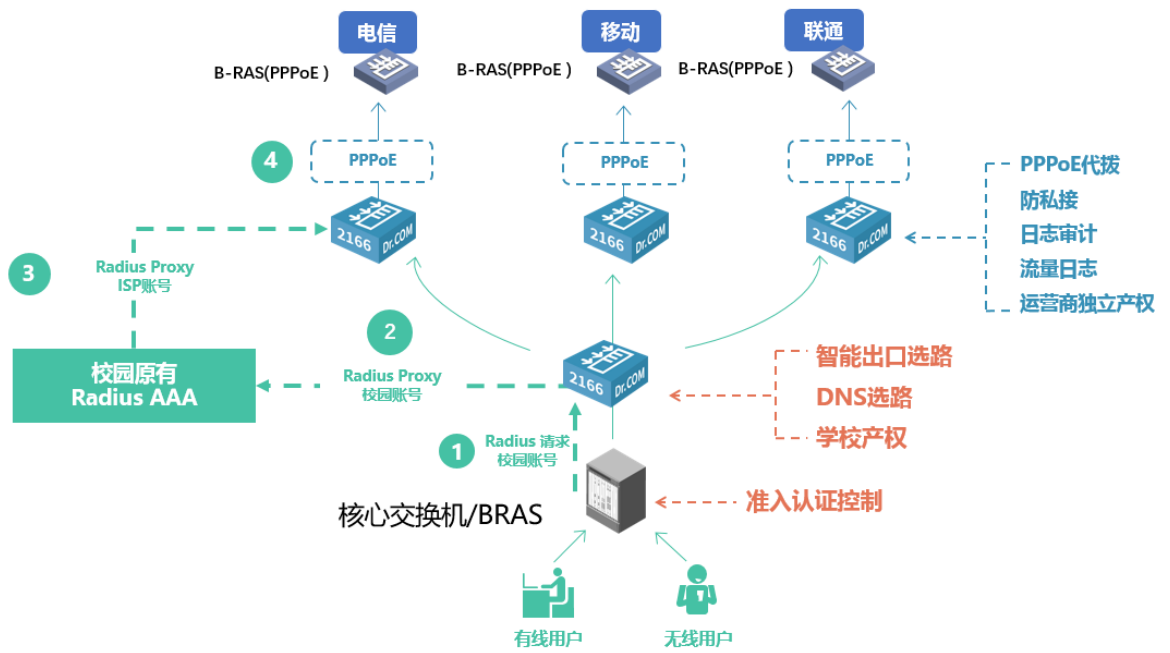 电信
移动
联通
B-RAS(PPPoE )
B-RAS(PPPoE )
B-RAS(PPPoE )
4
PPPoE
PPPoE
PPPoE
2166
Dr.COM
2166
Dr.COM
2166
Dr.COM
PPPoE代拨
防私接
日志审计
流量日志
运营商独立产权
3
Radius Proxy
ISP账号
2
校园原有
Radius AAA
Radius Proxy
校园账号
2166
Dr.COM
智能出口选路
DNS选路
学校产权
1
Radius 请求
校园账号
核心交换机/BRAS
准入认证控制
有线用户
无线用户